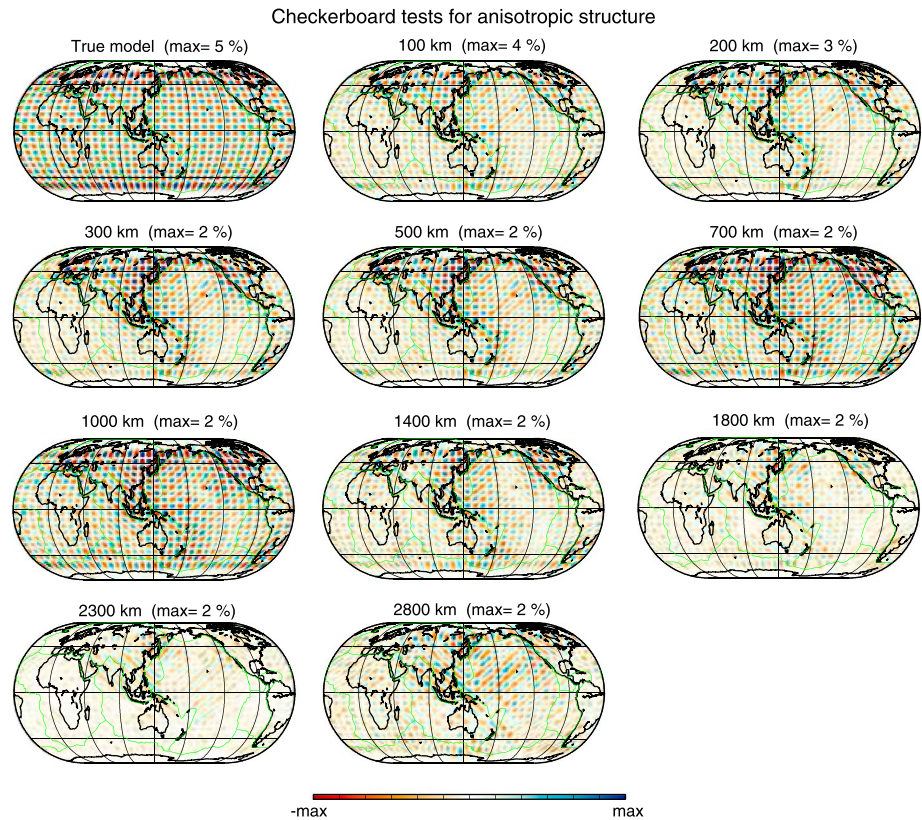 Checkerboard tests for anisotropic structure
True model (max= 5 %)
100 km (max= 4 %)
200 km (max= 3 %)
300 km (max= 2 %)
500 km (max= 2 %)
700 km (max= 2 %)
1000 km (max= 2 %)
1400 km (max= 2 %)
1800 km (max= 2 %)
2300 km (max= 2 %)
2800 km (max= 2 %)
-max
max